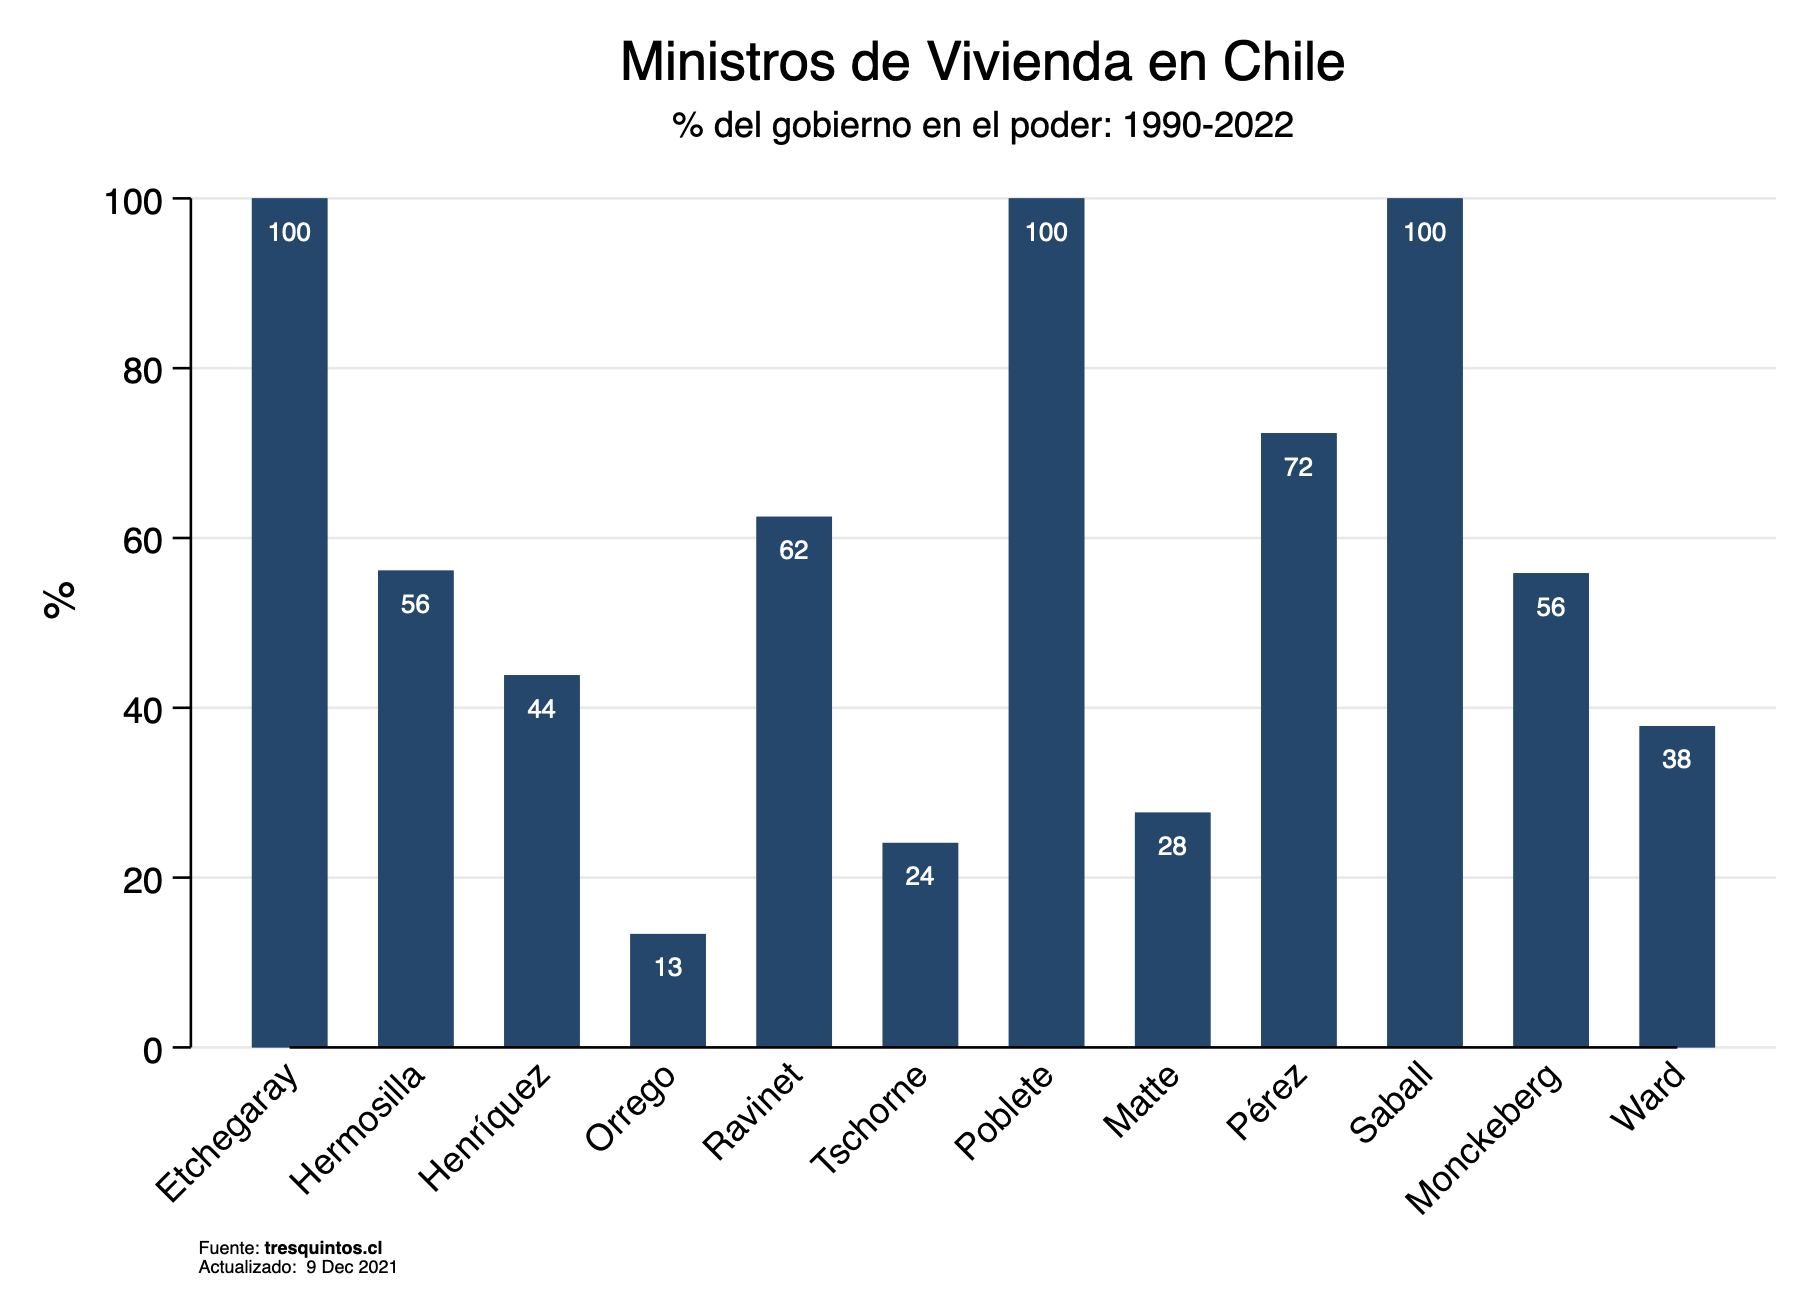 Ministros de Vivienda en Chile
% del gobierno en el poder: 1990-2022
%
100
80
60
40
20
0
100
56
44
13
62
24
100
28
72
100
56
38
Etchegaray
Hermosilla
Henríquez
Orrego
Ravinet
Tschorne
Poblete
Matte
Pérez
Saball
Monckeberg
Ward
Fuente: tresquintos.cl
Actualizado: 9 Dec 2021